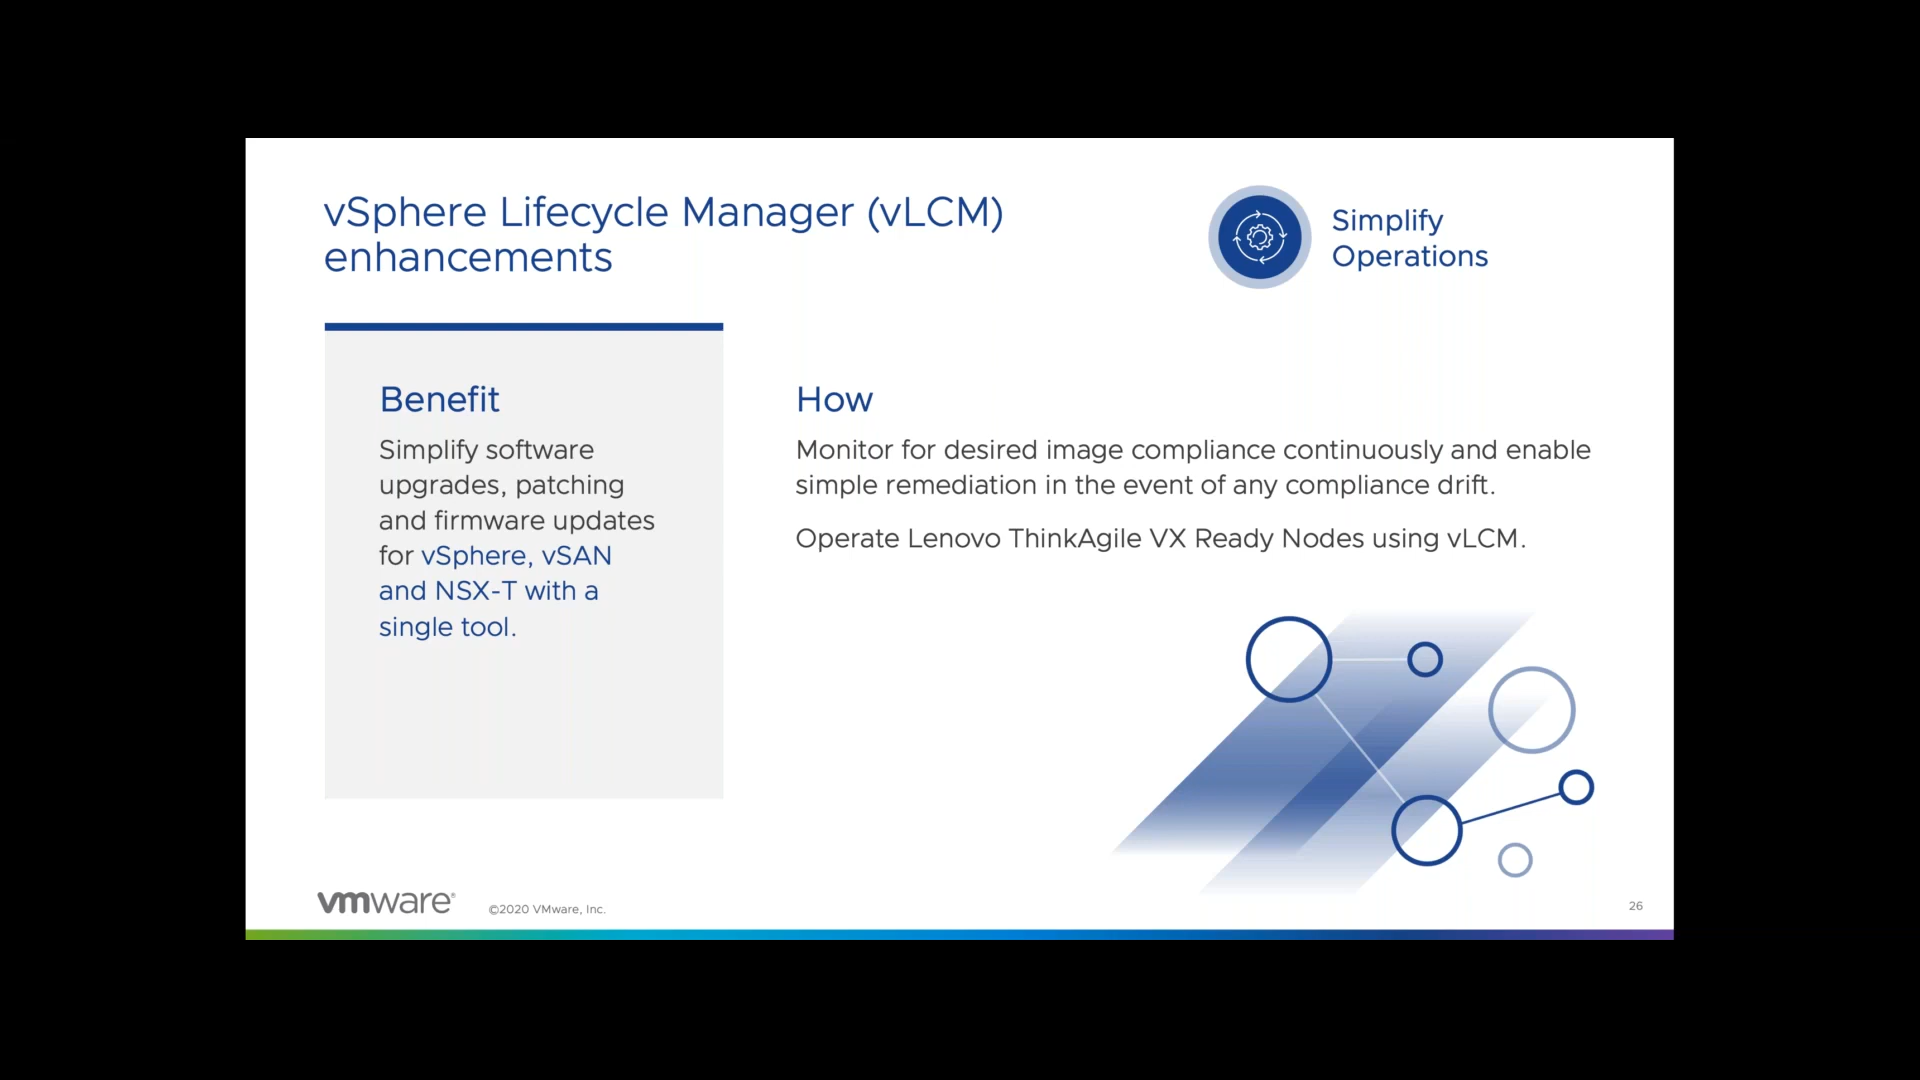 vSphere Lifecycle Manager (vLCM)
enhancements
Simplify
Operations
Benefit
Simplify software
upgrades, patching
and firmware updates
for vSphere, vSAN
and NSX-T with a
single tool.
How
Monitor for desired image compliance continuously and enable
simple remediation in the event of any compliance drift.
Operate Lenovo ThinkAgile VX Ready Nodes using vLCM.
vmware®
©2020 VMware, Inc.
26